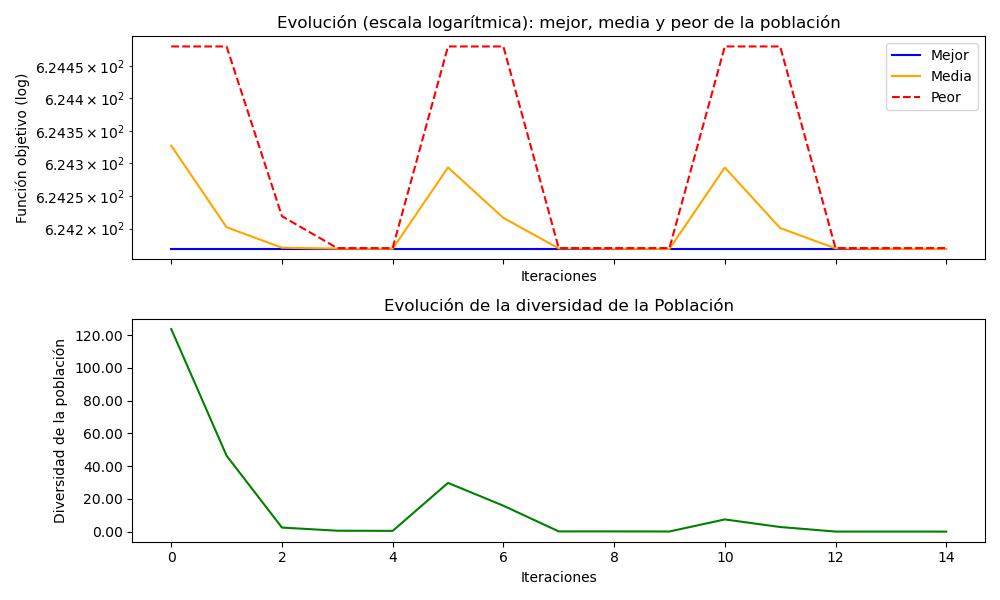 Evolución (escala logarítmica): mejor, media y peor de la población
Función objetivo (log)
6.2445 × 10²
6.244 × 10²
6.2435 × 10²
6.243 × 10²
6.2425 × 10²
6.242 × 10²
Mejor
Media
Peor
Iteraciones
Evolución de la diversidad de la Población
Diversidad de la población
120.00
100.00
80.00
60.00
40.00
20.00
0.00
0 2 4 6 8 10 12 14
Iteraciones